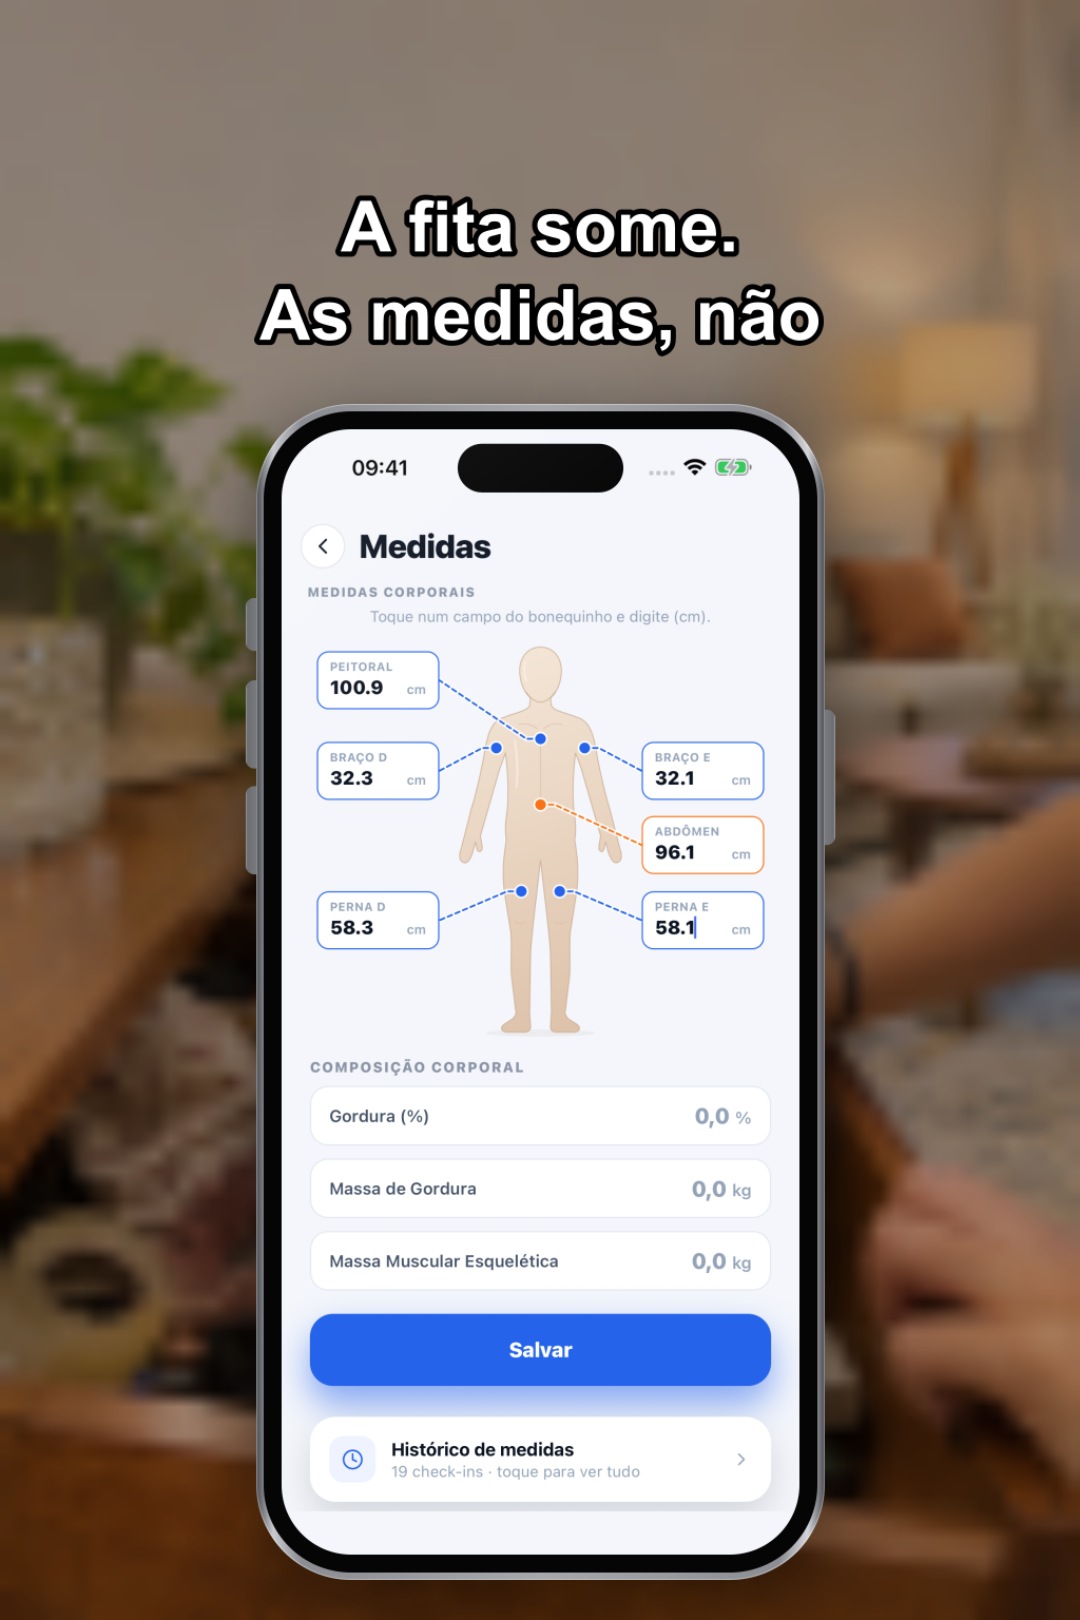 A fita some.
As medidas, não
09:41
Medidas
MEDIDAS CORPORAIS
Toque num campo do bonequinho e digite (cm).
PEITORAL
100.9 cm
BRAÇO D
32.3 cm
BRAÇO E
32.1 cm
ABDÔMEN
96.1 cm
PERNA D
58.3 cm
PERNA E
58.1 cm
COMPOSIÇÃO CORPORAL
Gordura (%) 0,0 %
Massa de Gordura 0,0 kg
Massa Muscular Esquelética 0,0 kg
Salvar
Histórico de medidas
19 check-ins · toque para ver tudo